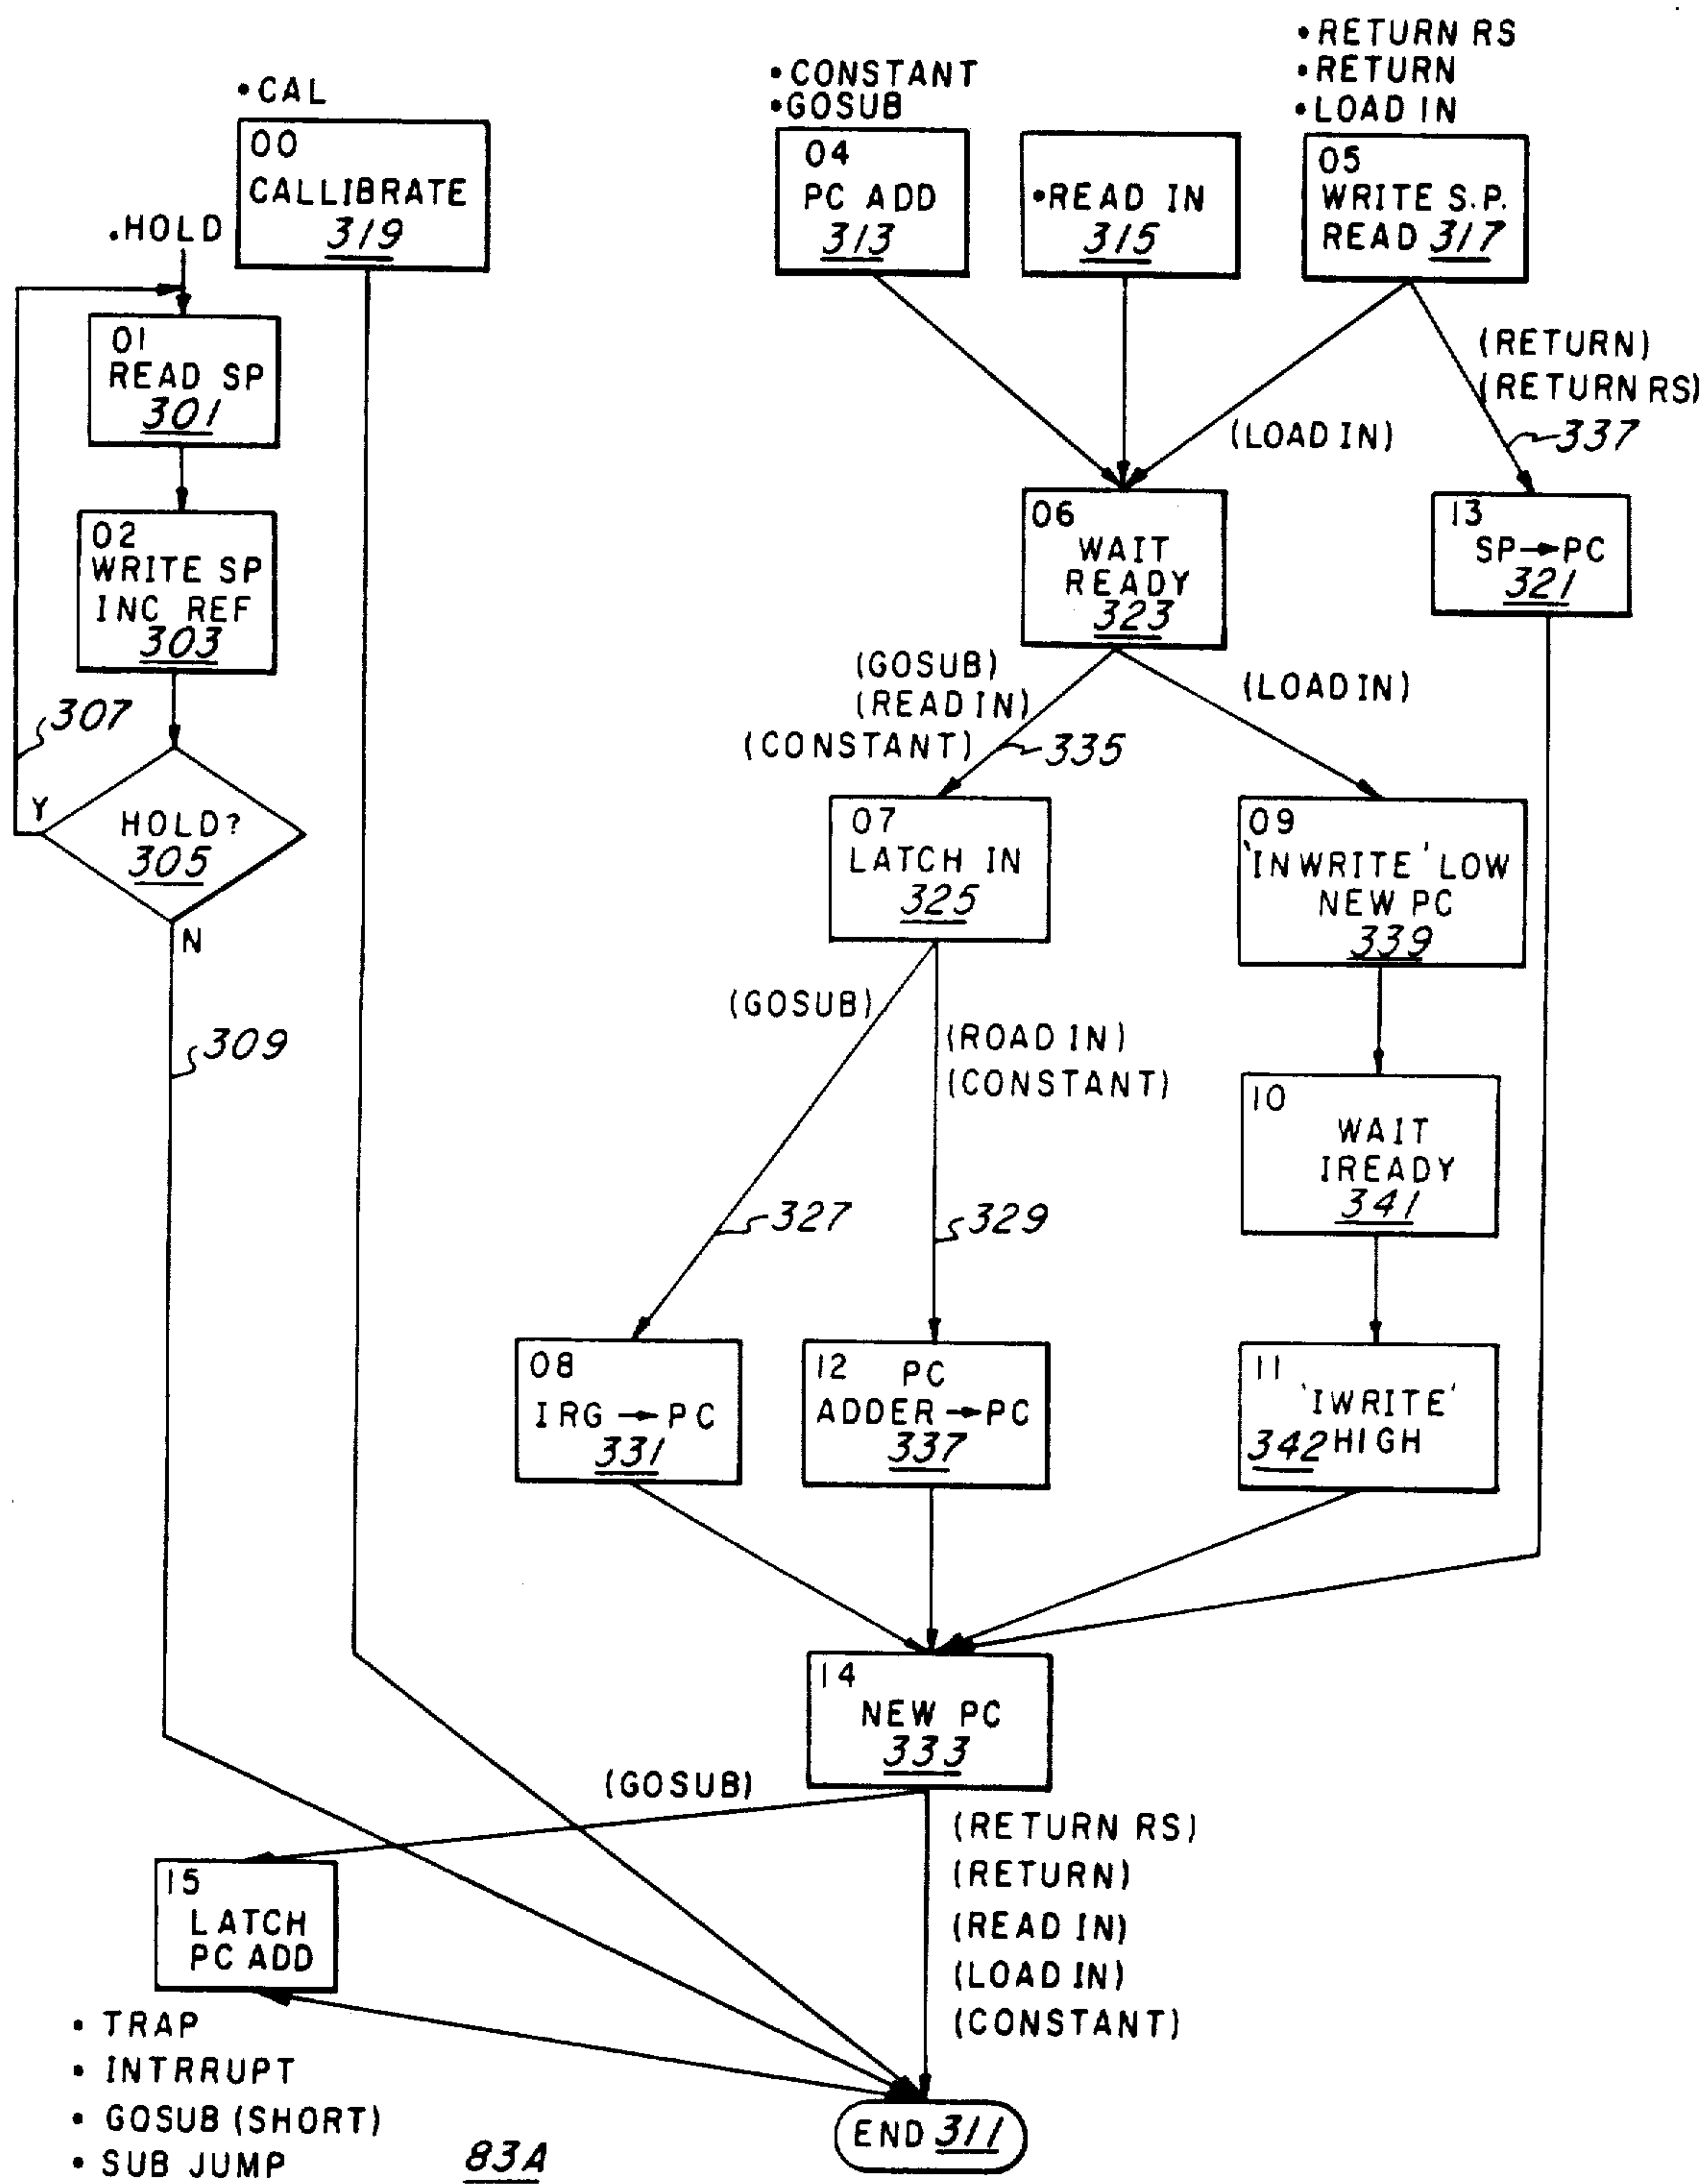 •RETURN RS
•RETURN
•LOAD IN
•CONSTANT
•GOSUB
•CAL
00
CALLIBRATE
319
04
PC ADD
313
•READ IN
315
05
WRITE S.P.
READ 317
.HOLD
01
READ SP
301
(RETURN)
(RETURN RS)
337
(LOAD IN)
02
WRITE SP
INC REF
303
06
WAIT
READY
323
13
SP→PC
321
(GOSUB)
(READ IN)
(CONSTANT)
335
(LOAD IN)
307
Y
HOLD?
305
N
07
LATCH IN
325
09
'INWRITE' LOW
NEW PC
339
309
(GOSUB)
(ROAD IN)
(CONSTANT)
10
WAIT
IREADY
341
327
329
08
IRG→PC
331
12 PC
ADDER→PC
337
11
'IWRITE'
342 HIGH
14
NEW PC
333
(GOSUB)
(RETURN RS)
(RETURN)
(READ IN)
(LOAD IN)
(CONSTANT)
15
LATCH
PC ADD
• TRAP
• INTRRUPT
• GOSUB (SHORT)
• SUB JUMP
END 311
83A